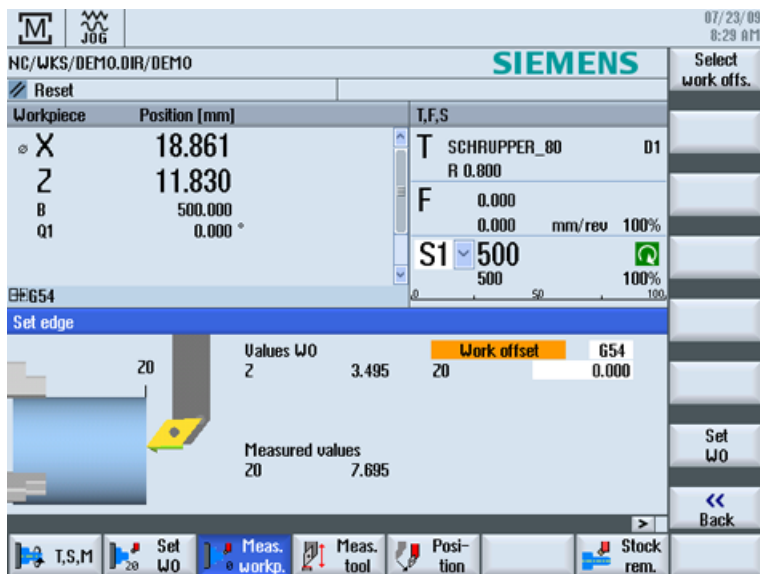 M JOG
07/23/09
8:29 AM
NC/WKS/DEMO.DIR/DEMO
SIEMENS
Select
work offs.
Reset
Workpiece Position [mm]
T,F,S
⌀ X 18.861
Z 11.830
B 500.000
Q1 0.000 °
G54
T SCHRUPPER_80 D1
R 0.800
F 0.000
0.000 mm/rev 100%
S1 500
500 100%
0 50 100
Set edge
Z0
Values WO
Z 3.495
Measured values
Z0 7.695
Work offset G54
Z0 0.000
Set
WO
<<
Back
>
T,S,M
20 Set
WO
0 Meas.
workp.
Meas.
tool
Posi-
tion
Stock
rem.